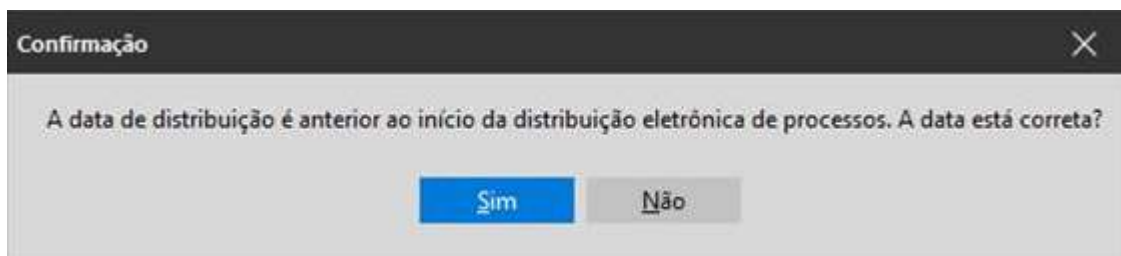 Confirmação
A data de distribuição é anterior ao início da distribuição eletrônica de processos. A data está correta?
Sim
Não